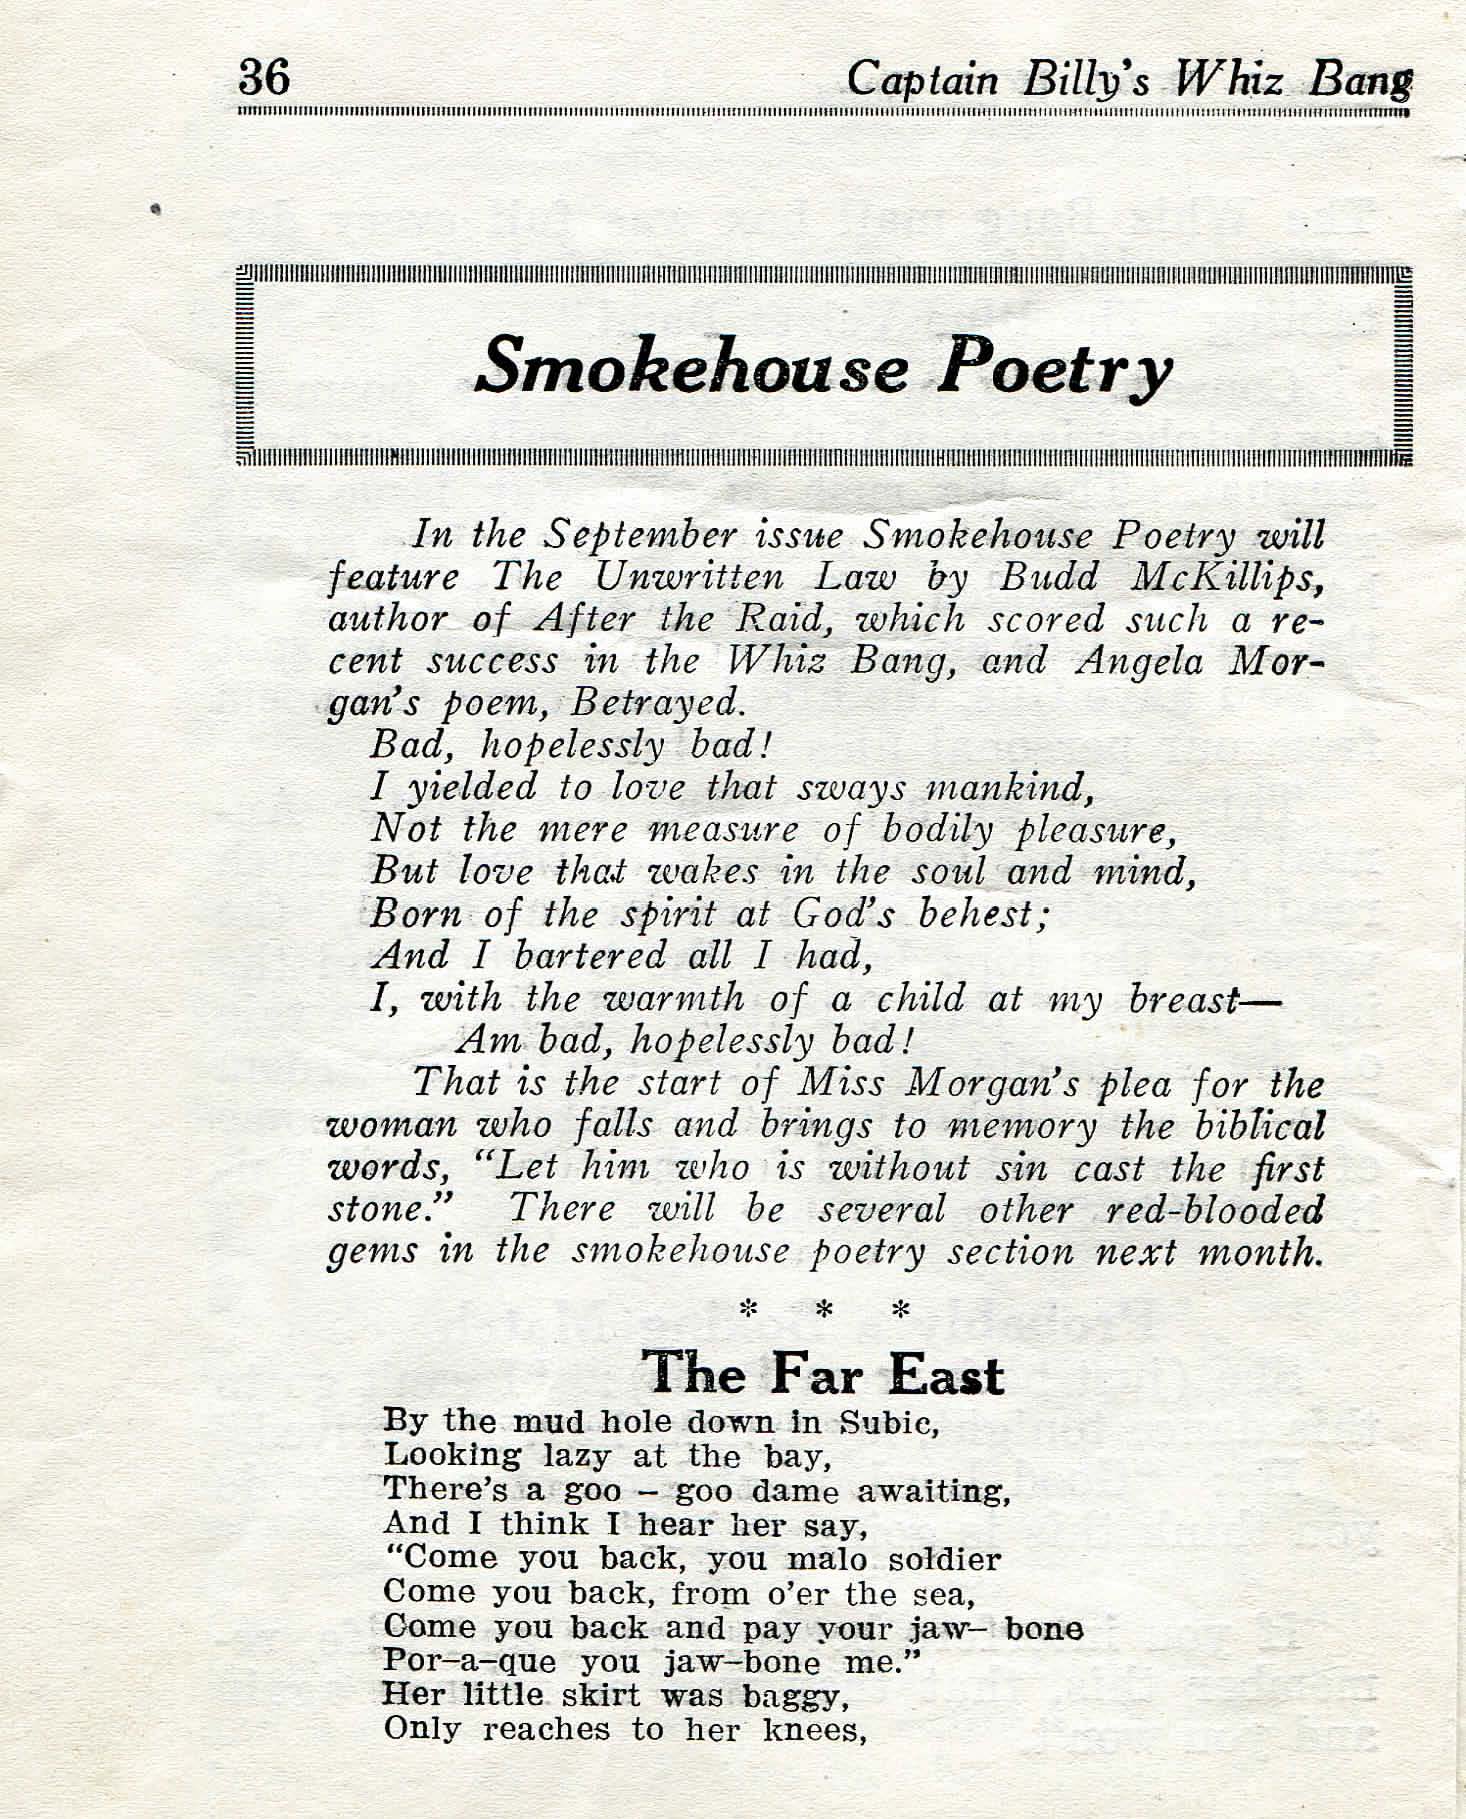 36 Captain Billy's Whiz Bang
Smokehouse Poetry
In the September issue Smokehouse Poetry will
feature The Unwritten Law by Budd McKillips,
author of After the Raid, which scored such a re-
cent success in the Whiz Bang, and Angela Mor-
gan's poem, Betrayed.
Bad, hopelessly bad!
I yielded to love that sways mankind,
Not the mere measure of bodily pleasure,
But love that wakes in the soul and mind,
Born of the spirit at God's behest;
And I bartered all I had,
I, with the warmth of a child at my breast—
Am bad, hopelessly bad!
That is the start of Miss Morgan's plea for the
woman who falls and brings to memory the biblical
words, "Let him who is without sin cast the first
stone." There will be several other red-blooded
gems in the smokehouse poetry section next month.
* * *
The Far East
By the mud hole down in Subic,
Looking lazy at the bay,
There's a goo – goo dame awaiting,
And I think I hear her say,
"Come you back, you malo soldier
Come you back, from o'er the sea,
Come you back and pay your jaw– bone
Por–a–que you jaw–bone me."
Her little skirt was baggy,
Only reaches to her knees,